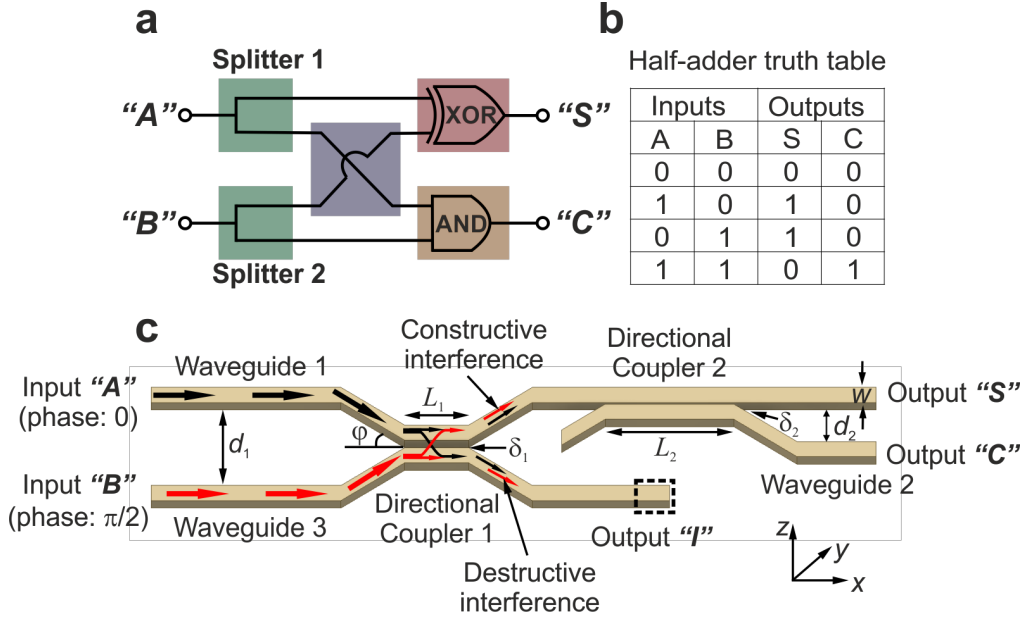 a
Splitter 1
"A"
"B"
XOR
AND
"S"
"C"
Splitter 2
b
Half-adder truth table
Inputs Outputs
A B S C
0 0 0 0
1 0 1 0
0 1 1 0
1 1 0 1
c
Constructive
interference
Directional
Coupler 2
Waveguide 1
Input "A"
(phase: 0)
L1
w
Output "S"
d1
φ
δ1
δ2
d2
L2
Output "C"
Input "B"
(phase: π/2)
Waveguide 3
Directional
Coupler 1
Waveguide 2
Output "I"
Destructive
interference
z
y
x